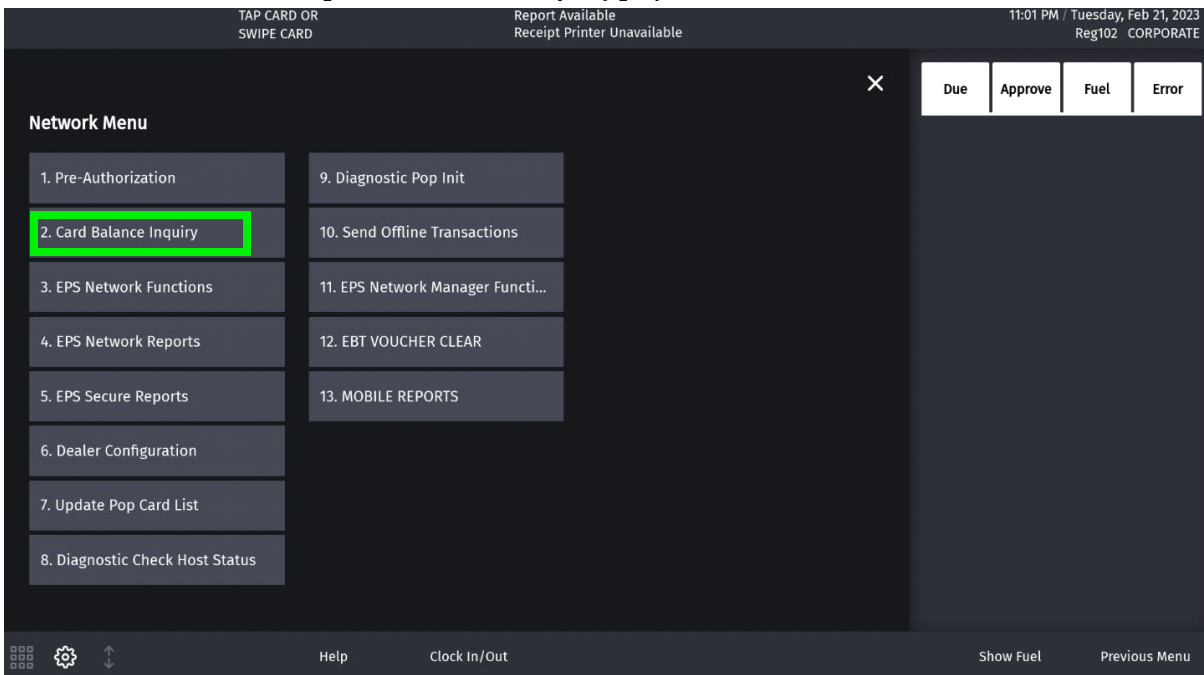 TAP CARD OR
SWIPE CARD
Report Available
Receipt Printer Unavailable
11:01 PM / Tuesday, Feb 21, 2023
Reg102 CORPORATE
Due
Approve
Fuel
Error
Network Menu
1. Pre-Authorization
2. Card Balance Inquiry
3. EPS Network Functions
4. EPS Network Reports
5. EPS Secure Reports
6. Dealer Configuration
7. Update Pop Card List
8. Diagnostic Check Host Status
9. Diagnostic Pop Init
10. Send Offline Transactions
11. EPS Network Manager Functi...
12. EBT VOUCHER CLEAR
13. MOBILE REPORTS
Help
Clock In/Out
Show Fuel
Previous Menu